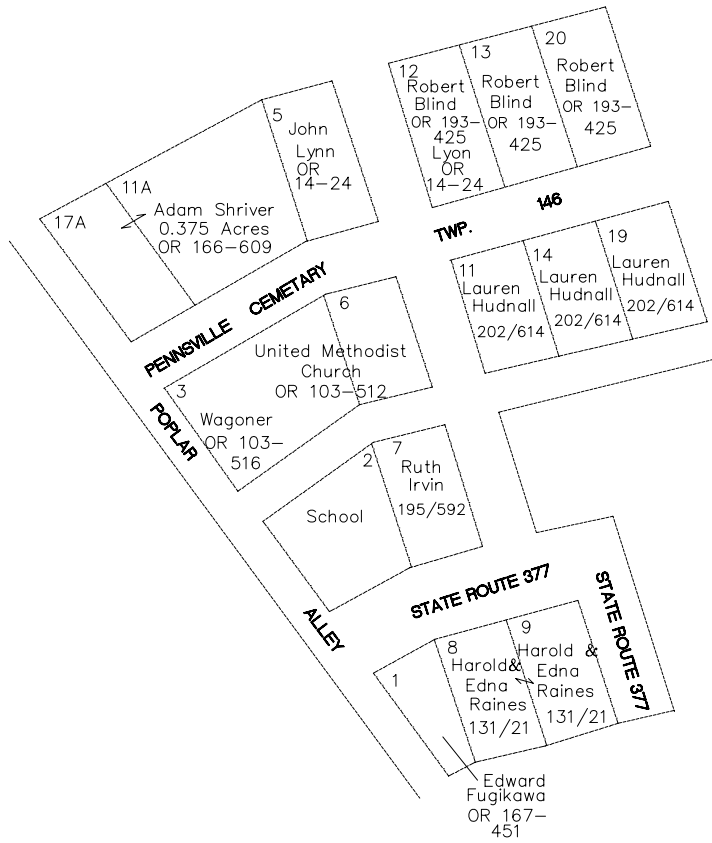 12
Robert
Blind
OR 193-
425
Lyon
OR
14-24
13
Robert
Blind
OR 193-
425
20
Robert
Blind
OR 193-
425
5
John
Lynn
OR
14-24
17A
11A
Adam Shriver
0.375 Acres
OR 166-609
TWP. 146
PENNSVILLE CEMETARY
11
Lauren
Hudnall
202/614
14
Lauren
Hudnall
202/614
19
Lauren
Hudnall
202/614
6
United Methodist
Church
OR 103-512
3
Wagoner
OR 103-
516
POPLAR
2
School
7
Ruth
Irvin
195/592
STATE ROUTE 377
STATE ROUTE 377
ALLEY
1
8
Harold&
Edna
Raines
131/21
9
Harold &
Edna
Raines
131/21
Edward
Fugikawa
OR 167-
451